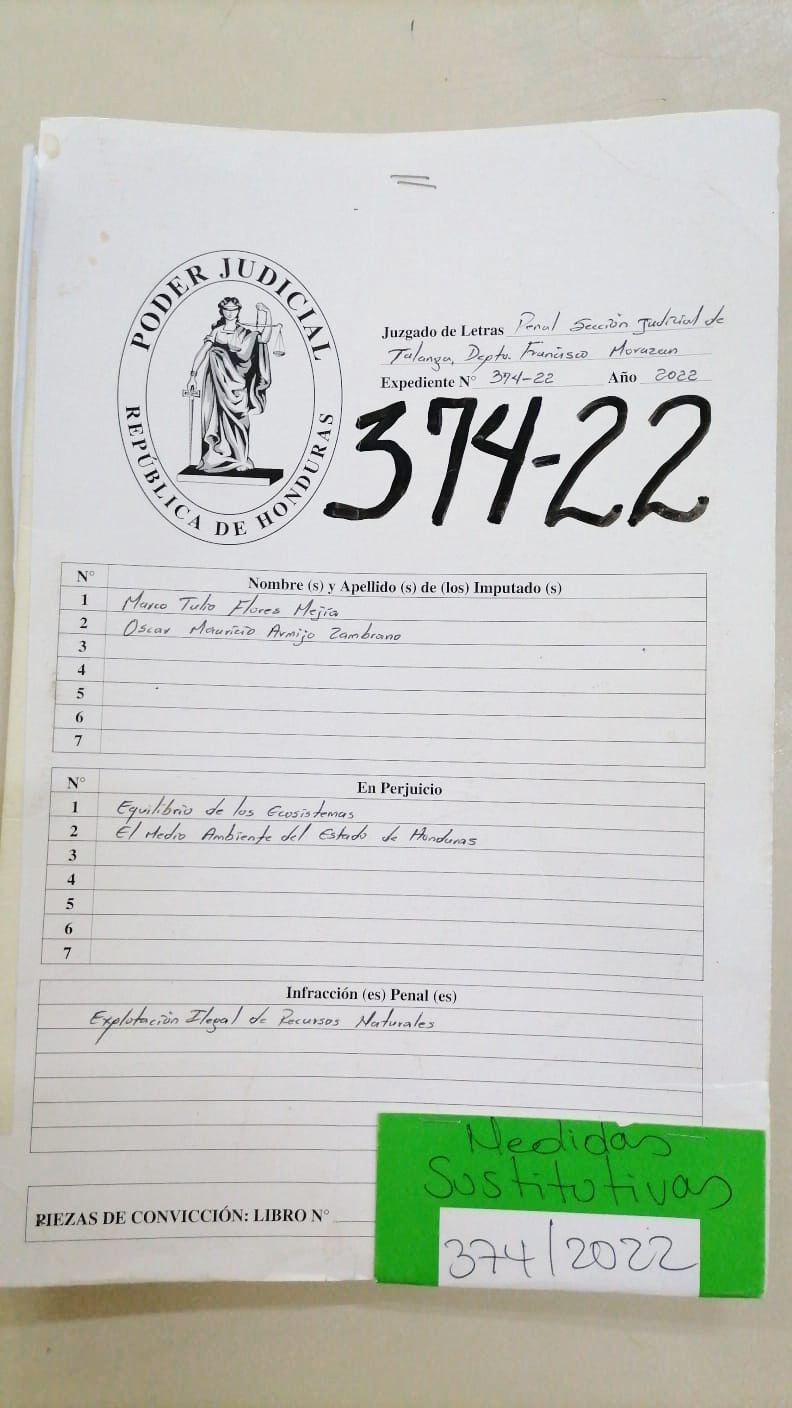 PODER JUDICIAL
REPÚBLICA DE HONDURAS
Juzgado de Letras Penal Sección Judicial de
Talanga, Depto. Francisco Morazan
Expediente N° 374-22 Año 2022
374-22
N° Nombre (s) y Apellido (s) de (los) Imputado (s)
1 Marco Tulio Flores Mejía
2 Oscar Mauricio Armijo Zambrano
3
4
5
6
7
N° En Perjuicio
1 Equilibrio de los Ecosistemas
2 El Medio Ambiente del Estado de Honduras
3
4
5
6
7
Infracción (es) Penal (es)
Explotación Ilegal de Recursos Naturales
PIEZAS DE CONVICCIÓN: LIBRO N°
Medidas
Sustitutivas
374/2022